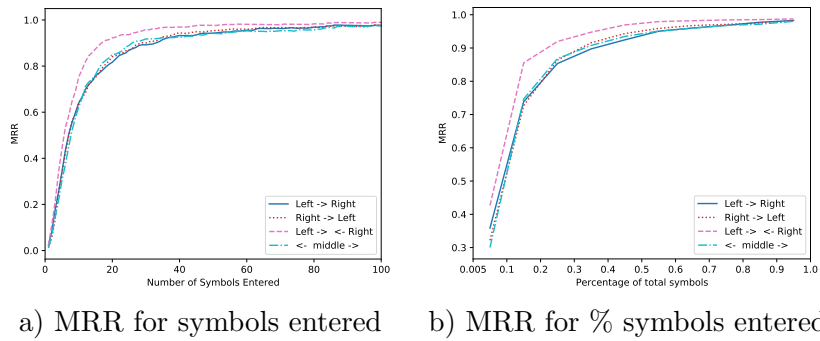 1.0
0.8
0.6
0.4
0.2
0.0
MRR
0
20
40
60
80
100
Number of Symbols Entered
Left -> Right
Right -> Left
Left -> <- Right
<- middle ->
1.0
0.9
0.8
0.7
0.6
0.5
0.4
0.3
MRR
0.005
0.1
0.2
0.3
0.4
0.5
0.6
0.7
0.8
0.9
1.0
Percentage of total symbols
Left -> Right
Right -> Left
Left -> <- Right
<- middle ->
a) MRR for symbols entered
b) MRR for % symbols entered